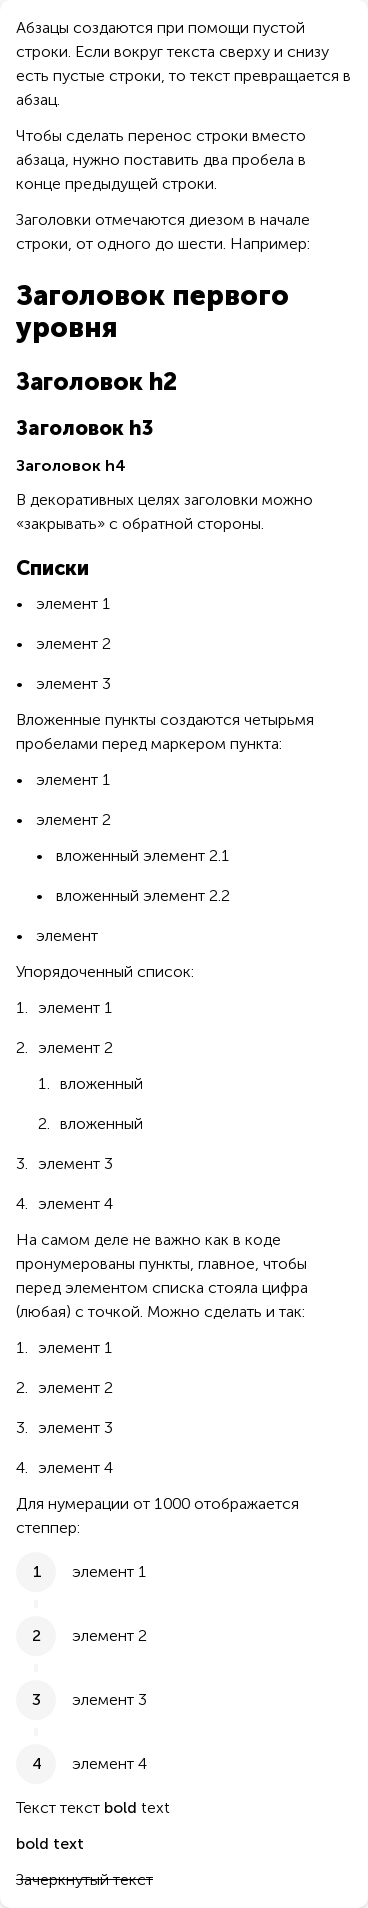 Абзацы создаются при помощи пустой
строки. Если вокруг текста сверху и снизу
есть пустые строки, то текст превращается в
абзац.
Чтобы сделать перенос строки вместо
абзаца, нужно поставить два пробела в
конце предыдущей строки.
Заголовки отмечаются диезом в начале
строки, от одного до шести. Например:
Заголовок первого
уровня
Заголовок h2
Заголовок h3
Заголовок h4
В декоративных целях заголовки можно
«закрывать» с обратной стороны.
Списки
• элемент 1
• элемент 2
• элемент 3
Вложенные пункты создаются четырьмя
пробелами перед маркером пункта:
• элемент 1
• элемент 2
• вложенный элемент 2.1
• вложенный элемент 2.2
• элемент
Упорядоченный список:
1. элемент 1
2. элемент 2
1. вложенный
2. вложенный
3. элемент 3
4. элемент 4
На самом деле не важно как в коде
пронумерованы пункты, главное, чтобы
перед элементом списка стояла цифра
(любая) с точкой. Можно сделать и так:
1. элемент 1
2. элемент 2
3. элемент 3
4. элемент 4
Для нумерации от 1000 отображается
степпер:
1 элемент 1
2 элемент 2
3 элемент 3
4 элемент 4
Текст текст bold text
bold text
Зачеркнутый текст